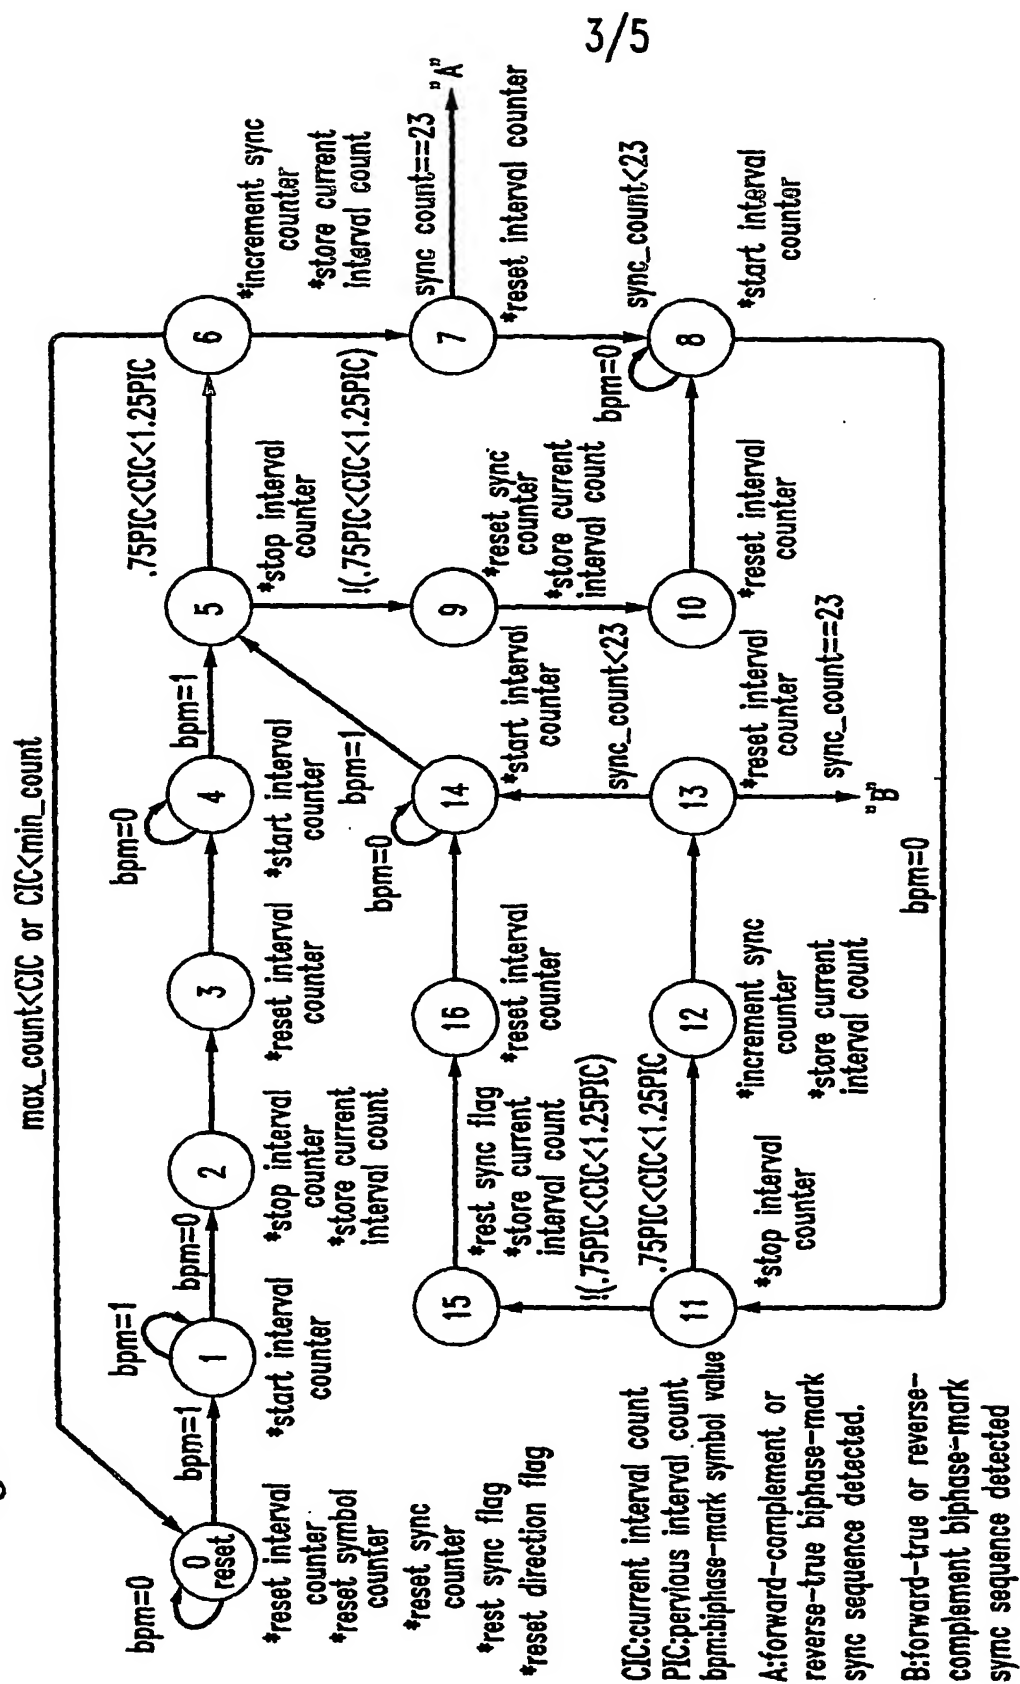 3/5
max_count<CIC or CIC<min_count
bpm=0
0
reset
*reset interval
counter
*reset symbol
counter
*reset sync
counter
*rest sync flag
*reset direction flag
bpm=1
bpm=1
1
*start interval
counter
bpm=0
2
*stop interval
counter
*store current
interval count
3
*reset interval
counter
bpm=0
4
*start interval
counter
bpm=1
5
*stop interval
counter
.75PIC<CIC<1.25PIC
6
*increment sync
counter
*store current
interval count
!(.75PIC<CIC<1.25PIC)
15
*rest sync flag
*store current
interval count
16
*reset interval
counter
bpm=0
14
bpm=1
*start interval
counter
9
*reset sync
counter
*store current
interval count
7
sync count==23
"A"
*reset interval counter
!(.75PIC<CIC<1.25PIC)
.75PIC<CIC<1.25PIC
11
*stop interval
counter
12
*increment sync
counter
*store current
interval count
sync_count<23
13
*reset interval
counter
sync_count==23
"B"
10
*reset interval
counter
bpm=0
8
sync_count<23
*start interval
counter
bpm=0
CIC:current interval count
PIC:pervious interval count
bpm:biphase-mark symbol value
A:forward-complement or
reverse-true biphase-mark
sync sequence detected.
B:forward-true or reverse-
complement biphase-mark
sync sequence detected